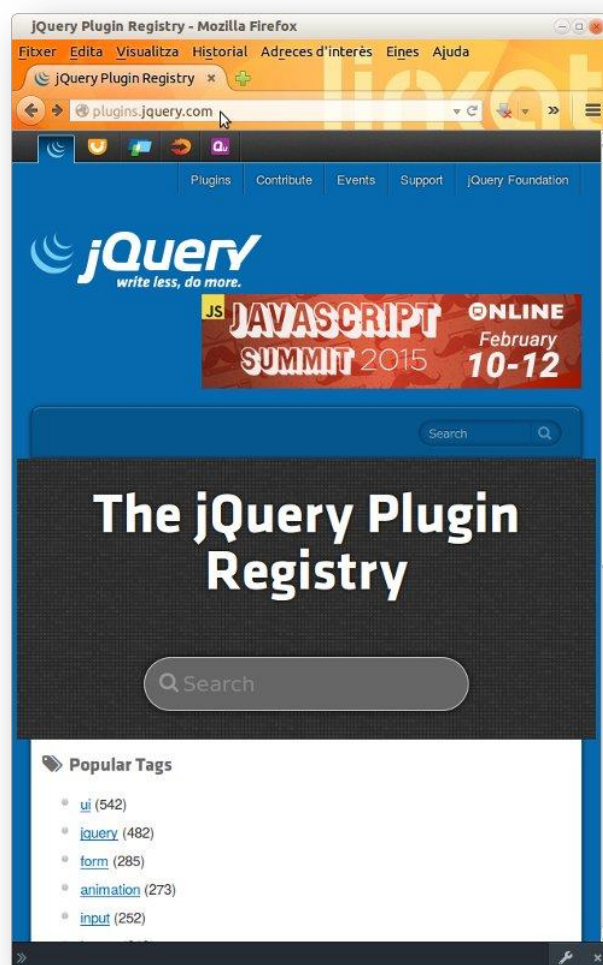 jQuery Plugin Registry - Mozilla Firefox
Fitxer Edita Visualitza Historial Adreces d'interès Eines Ajuda
jQuery Plugin Registry
linkat
plugins.jquery.com
Qu
Plugins Contribute Events Support jQuery Foundation
jQuery
write less, do more.
JS JAVASCRIPT SUMMIT 2015
ONLINE
February
10-12
Search
The jQuery Plugin
Registry
Search
Popular Tags
ui (542)
jquery (482)
form (285)
animation (273)
input (252)